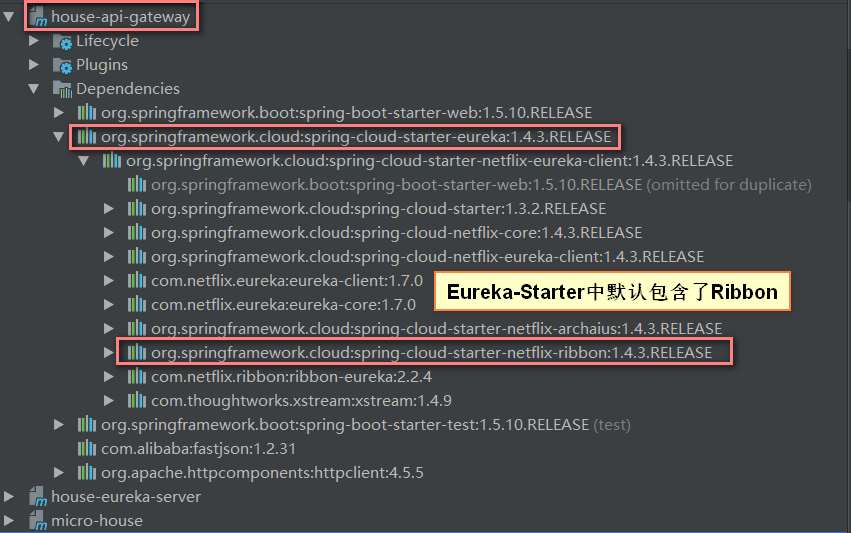 house-api-gateway
Lifecycle
Plugins
Dependencies
org.springframework.boot:spring-boot-starter-web:1.5.10.RELEASE
org.springframework.cloud:spring-cloud-starter-eureka:1.4.3.RELEASE
org.springframework.cloud:spring-cloud-starter-netflix-eureka-client:1.4.3.RELEASE
org.springframework.boot:spring-boot-starter-web:1.5.10.RELEASE (omitted for duplicate)
org.springframework.cloud:spring-cloud-starter:1.3.2.RELEASE
org.springframework.cloud:spring-cloud-netflix-core:1.4.3.RELEASE
org.springframework.cloud:spring-cloud-netflix-eureka-client:1.4.3.RELEASE
com.netflix.eureka:eureka-client:1.7.0
Eureka-Starter中默认包含了Ribbon
com.netflix.eureka:eureka-core:1.7.0
org.springframework.cloud:spring-cloud-starter-netflix-archaius:1.4.3.RELEASE
org.springframework.cloud:spring-cloud-starter-netflix-ribbon:1.4.3.RELEASE
com.netflix.ribbon:ribbon-eureka:2.2.4
com.thoughtworks.xstream:xstream:1.4.9
org.springframework.boot:spring-boot-starter-test:1.5.10.RELEASE (test)
com.alibaba:fastjson:1.2.31
org.apache.httpcomponents:httpclient:4.5.5
house-eureka-server
micro-house